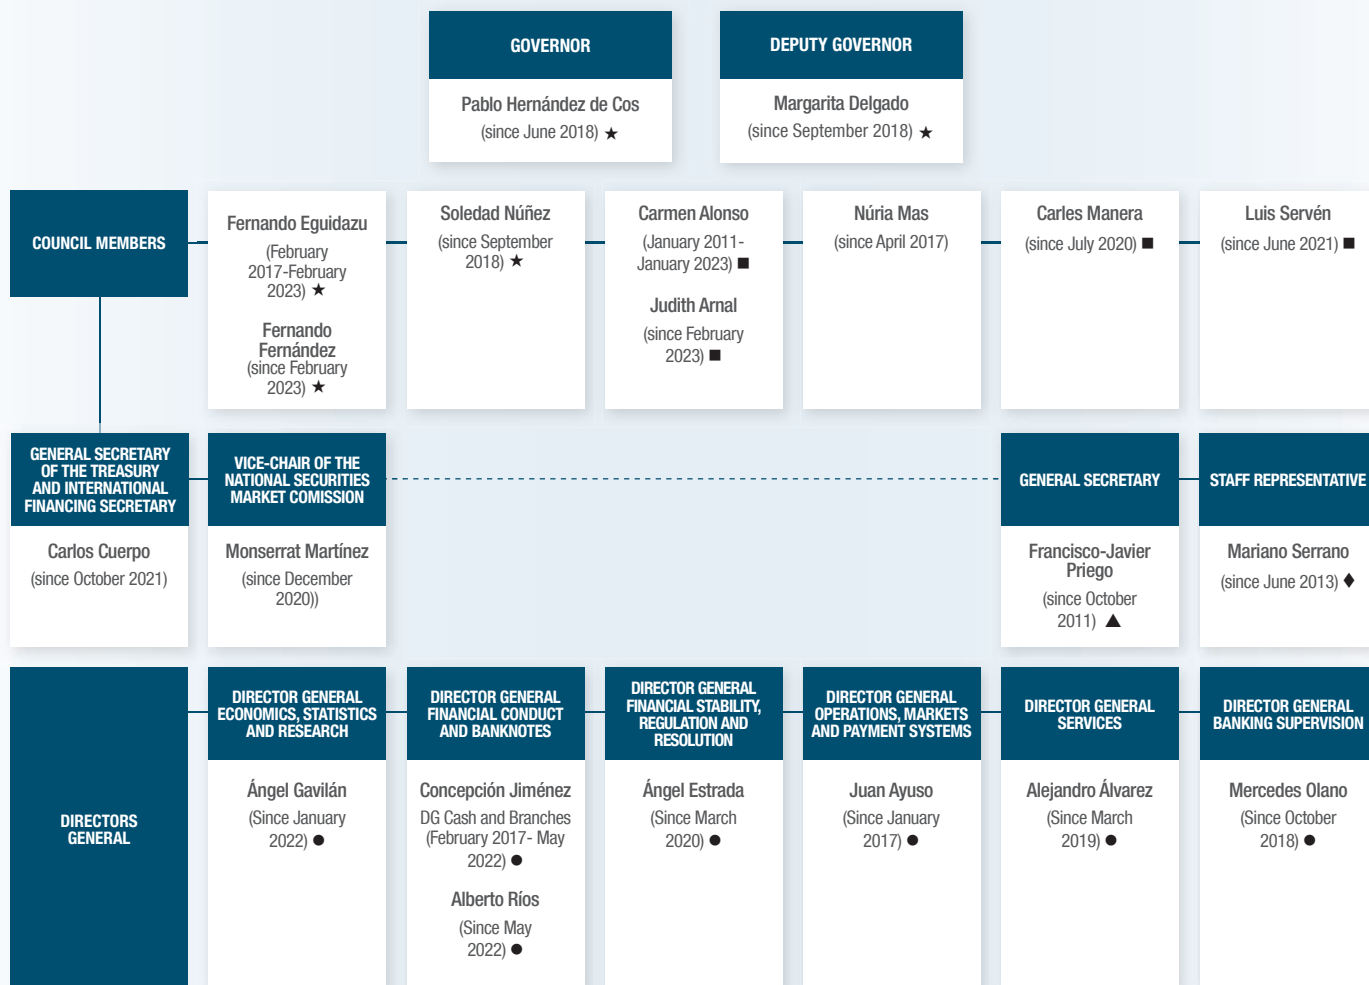 GOVERNOR
Pablo Hernández de Cos
(since June 2018) ★
DEPUTY GOVERNOR
Margarita Delgado
(since September 2018) ★
COUNCIL MEMBERS
Fernando Eguidazu
(February
2017-February
2023) ★
Fernando
Fernández
(since February
2023) ★
Soledad Núñez
(since September
2018) ★
Carmen Alonso
(January 2011-
January 2023) ■
Judith Arnal
(since February
2023) ■
Núria Mas
(since April 2017)
Carles Manera
(since July 2020) ■
Luis Servén
(since June 2021) ■
GENERAL SECRETARY
OF THE TREASURY
AND INTERNATIONAL
FINANCING SECRETARY
Carlos Cuerpo
(since October 2021)
VICE-CHAIR OF THE
NATIONAL SECURITIES
MARKET COMISSION
Monserrat Martínez
(since December
2020))
GENERAL SECRETARY
Francisco-Javier
Priego
(since October
2011) ▲
STAFF REPRESENTATIVE
Mariano Serrano
(since June 2013) ♦
DIRECTORS
GENERAL
DIRECTOR GENERAL
ECONOMICS, STATISTICS
AND RESEARCH
Ángel Gavilán
(Since January
2022) ●
DIRECTOR GENERAL
FINANCIAL CONDUCT
AND BANKNOTES
Concepción Jiménez
DG Cash and Branches
(February 2017- May
2022) ●
Alberto Ríos
(Since May
2022) ●
DIRECTOR GENERAL
FINANCIAL STABILITY,
REGULATION AND
RESOLUTION
Ángel Estrada
(Since March
2020) ●
DIRECTOR GENERAL
OPERATIONS, MARKETS
AND PAYMENT SYSTEMS
Juan Ayuso
(Since January
2017) ●
DIRECTOR GENERAL
SERVICES
Alejandro Álvarez
(Since March
2019) ●
DIRECTOR GENERAL
BANKING SUPERVISION
Mercedes Olano
(Since October
2018) ●